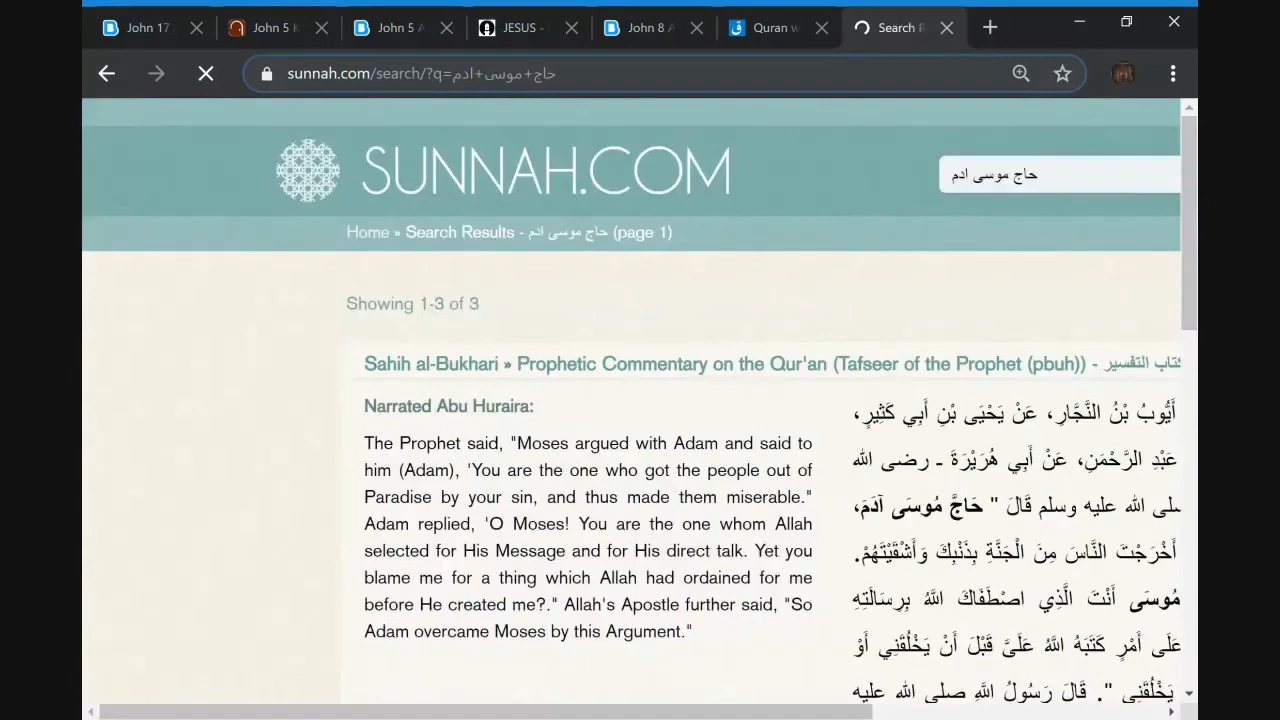 John 17
John 5 K
John 5 A
JESUS -
John 8 A
Quran w
Search R
sunnah.com/search/?q=حاج+موسى+ادم
SUNNAH.COM
حاج موسى ادم
Home » Search Results - حاج موسى ادم (page 1)
Showing 1-3 of 3
Sahih al-Bukhari » Prophetic Commentary on the Qur'an (Tafseer of the Prophet (pbuh)) - كتاب التفسير
Narrated Abu Huraira:
The Prophet said, "Moses argued with Adam and said to
him (Adam), 'You are the one who got the people out of
Paradise by your sin, and thus made them miserable."
Adam replied, 'O Moses! You are the one whom Allah
selected for His Message and for His direct talk. Yet you
blame me for a thing which Allah had ordained for me
before He created me?." Allah's Apostle further said, "So
Adam overcame Moses by this Argument."
أَيُّوبُ بْنُ النَّجَّارِ، عَنْ يَحْيَى بْنِ أَبِي كَثِيرٍ،
عَبْدِ الرَّحْمَنِ، عَنْ أَبِي هُرَيْرَةَ ـ رضى الله
صلى الله عليه وسلم قَالَ " حَاجَّ مُوسَى آدَمَ،
أَخْرَجْتَ النَّاسَ مِنَ الْجَنَّةِ بِذَنْبِكَ وَأَشْقَيْتَهُمْ.
مُوسَى أَنْتَ الَّذِي اصْطَفَاكَ اللَّهُ بِرِسَالَتِهِ
عَلَى أَمْرٍ كَتَبَهُ اللَّهُ عَلَىَّ قَبْلَ أَنْ يَخْلُقَنِي أَوْ
يَخْلُقَنِي ". قَالَ رَسُولُ اللَّهِ صلى الله عليه